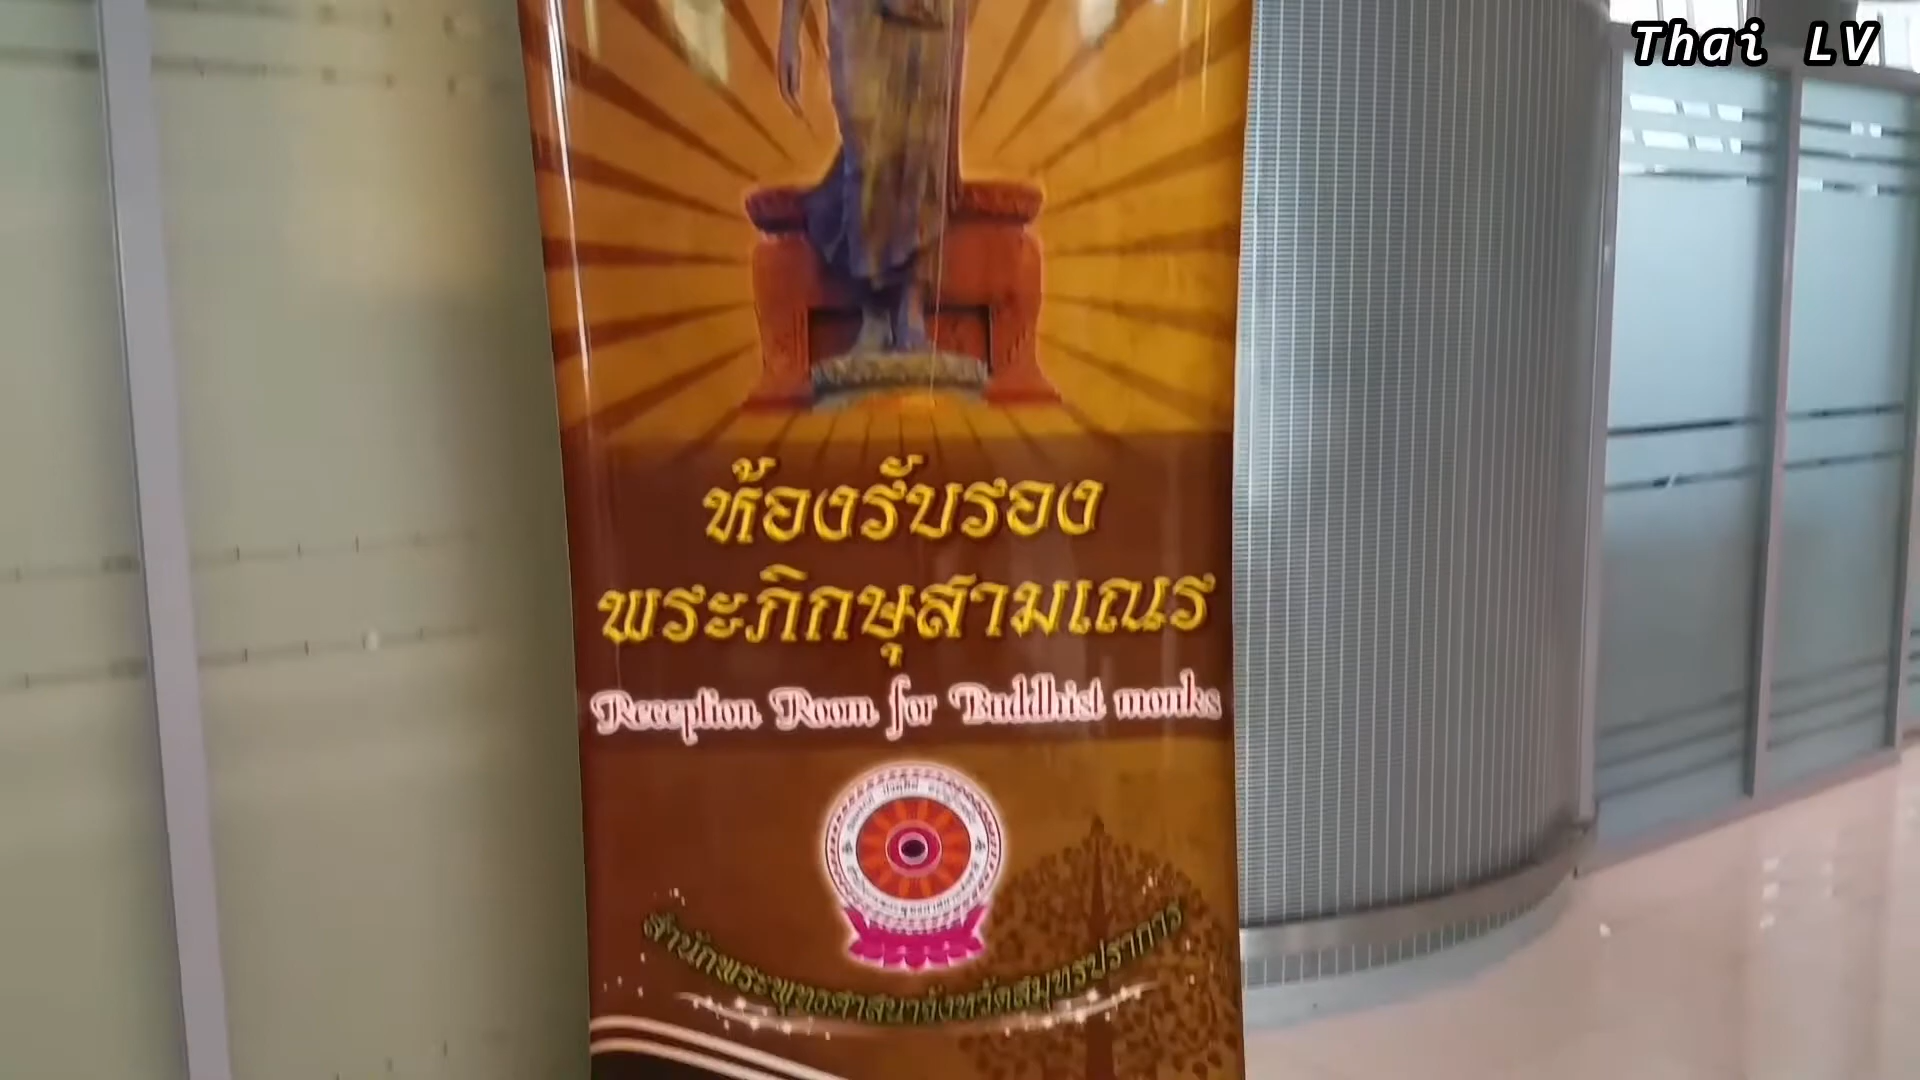 Thai LV
ห้องรับรอง
พระภิกษุสามเณร
Reception Room for Buddhist monks
สำนักพระพุทธศาสนาจังหวัดสมุทรปราการ